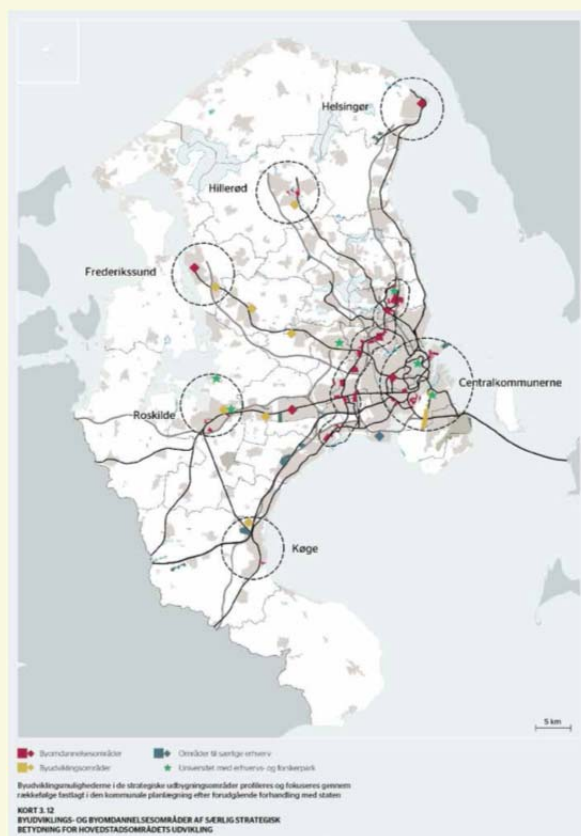 Helsingør
Hillerød
Frederikssund
Centralkommunerne
Roskilde
Køge
5 km
Byomdannelsesområder
Områder til særlige erhverv
Byudviklingsområder
Universitet med erhvervs- og forskerpark
Byudviklingsmulighederne i de strategiske udbygningsområder profileres og fokuseres gennem
rækkefølge fastlagt i den kommunale planlægning efter forudgående forhandling med staten
KORT 3.12
BYUDVIKLINGS- OG BYOMDANNELSESOMRÅDER AF SÆRLIG STRATEGISK
BETYDNING FOR HOVEDSTADSOMRÅDETS UDVIKLING